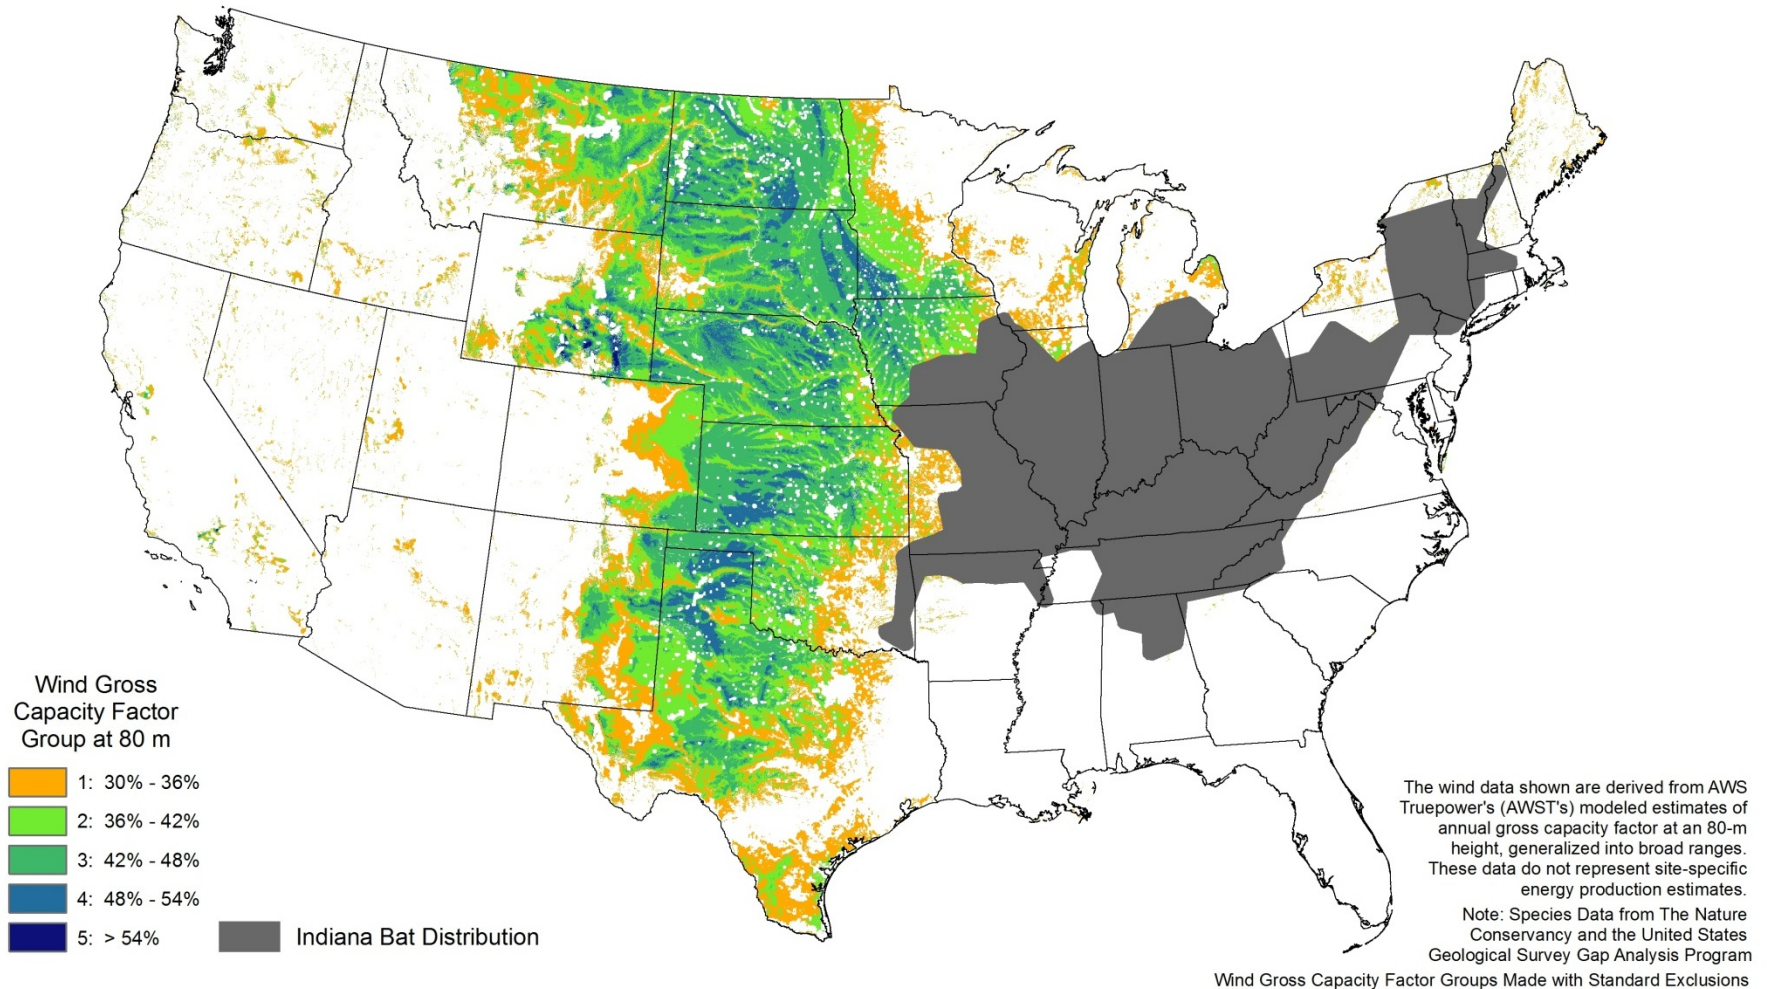 Wind Gross
Capacity Factor
Group at 80 m
1: 30% - 36%
2: 36% - 42%
3: 42% - 48%
4: 48% - 54%
5: > 54%
Indiana Bat Distribution
The wind data shown are derived from AWS
Truepower's (AWST's) modeled estimates of
annual gross capacity factor at an 80-m
height, generalized into broad ranges.
These data do not represent site-specific
energy production estimates.
Note: Species Data from The Nature
Conservancy and the United States
Geological Survey Gap Analysis Program
Wind Gross Capacity Factor Groups Made with Standard Exclusions